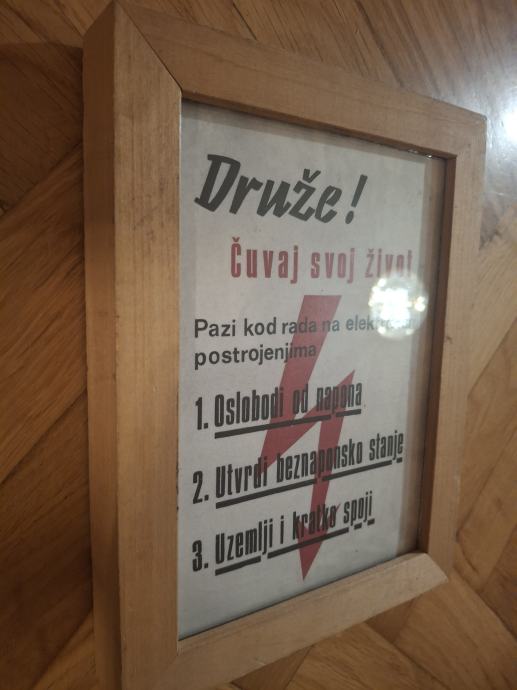 Druže!
Čuvaj svoj život
Pazi kod rada na
postrojenjima
1. Oslobodi od napona
2. Utvrdi beznaponsko stanje
3. Uzemlji i kratko spoji